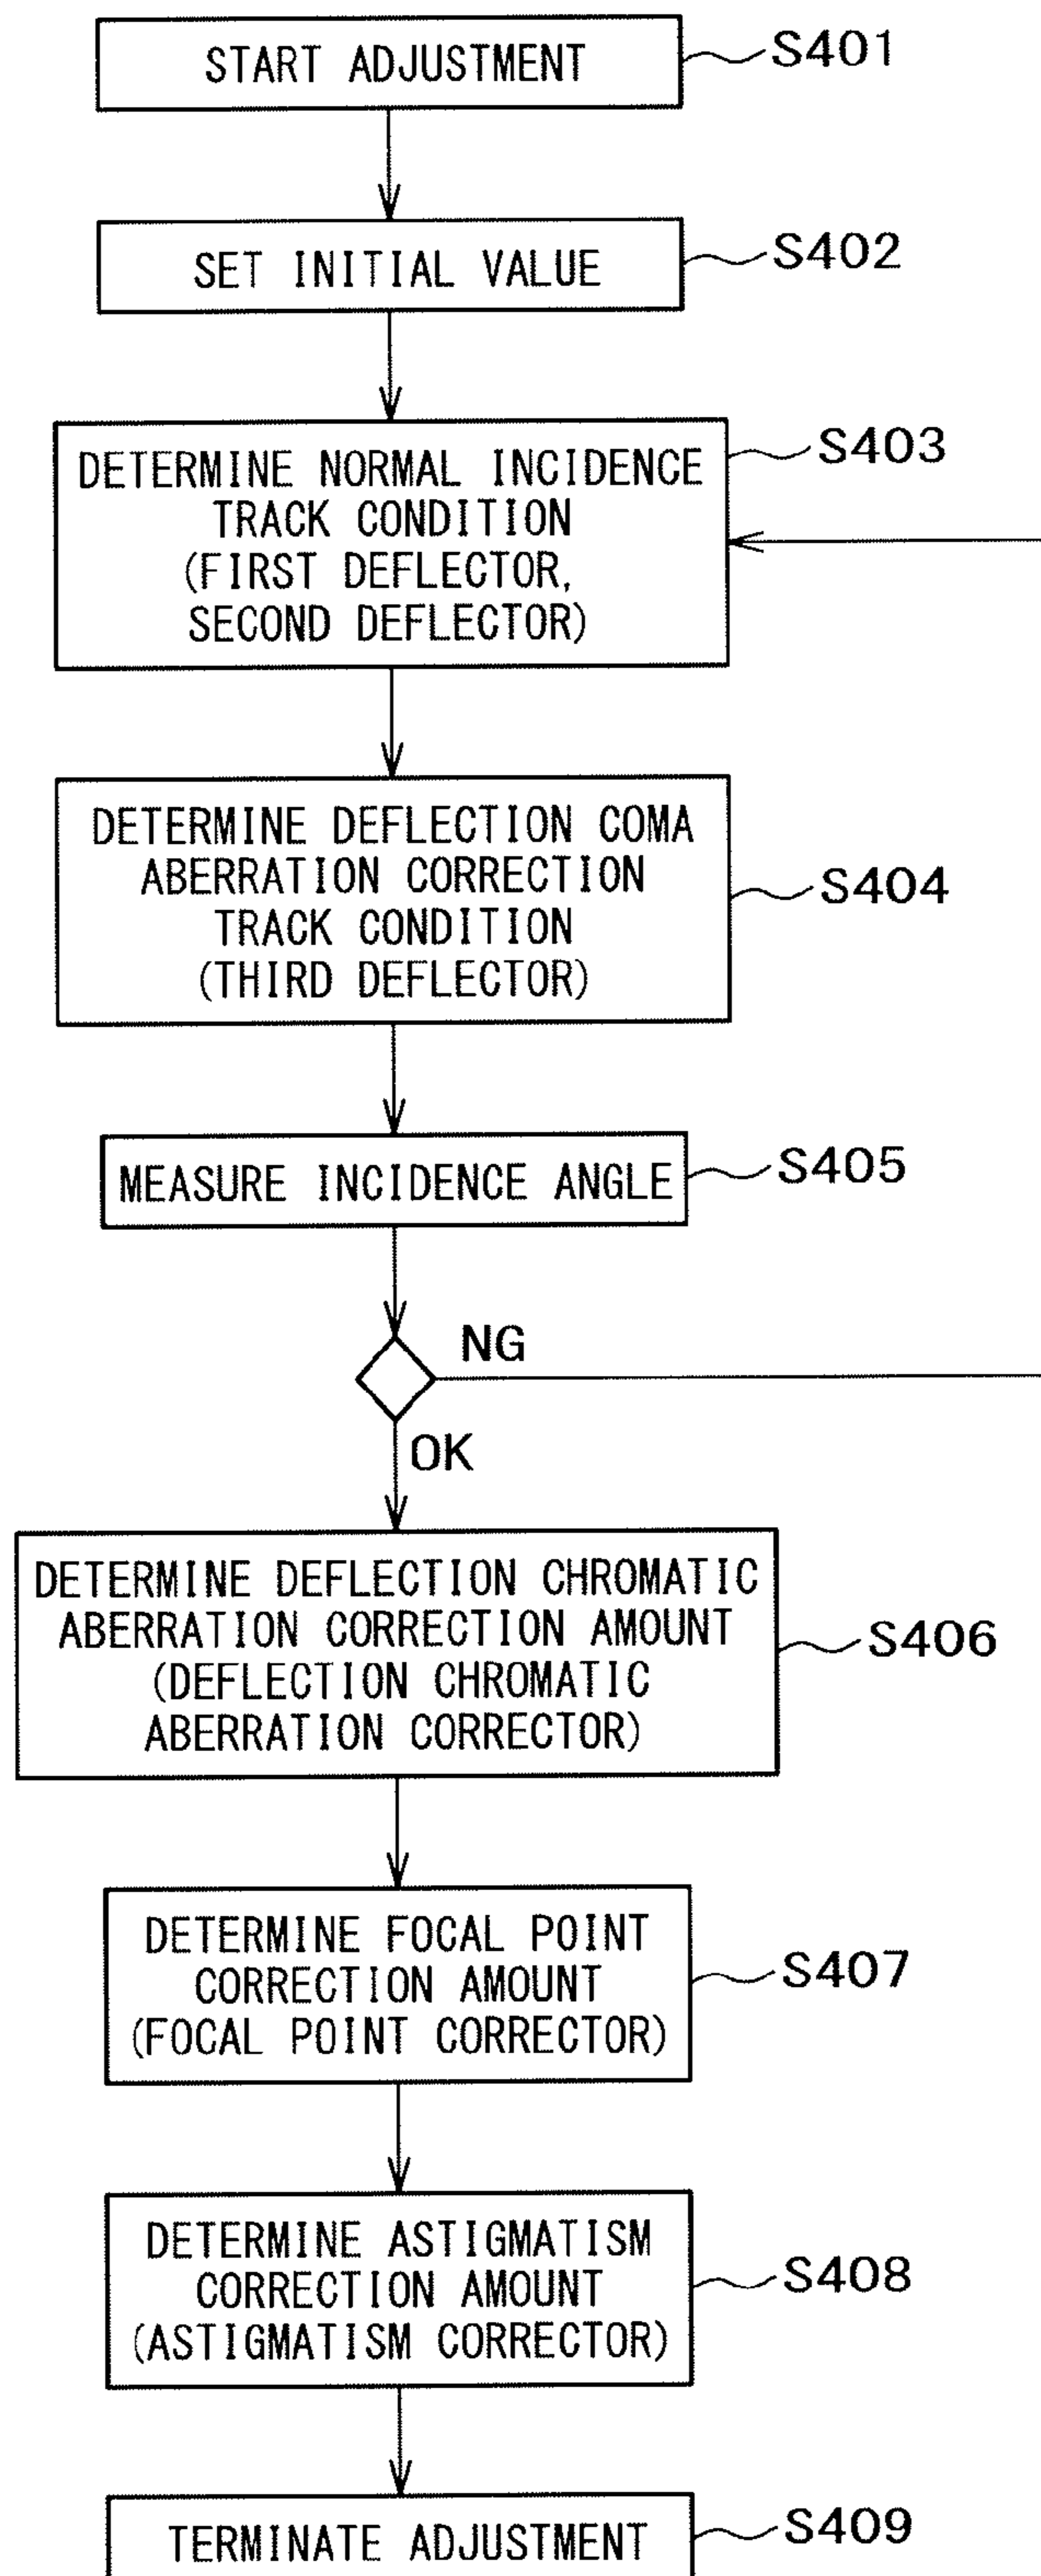 START ADJUSTMENT
S401
SET INITIAL VALUE
S402
DETERMINE NORMAL INCIDENCE
TRACK CONDITION
(FIRST DEFLECTOR,
SECOND DEFLECTOR)
S403
DETERMINE DEFLECTION COMA
ABERRATION CORRECTION
TRACK CONDITION
(THIRD DEFLECTOR)
S404
MEASURE INCIDENCE ANGLE
S405
NG
OK
DETERMINE DEFLECTION CHROMATIC
ABERRATION CORRECTION AMOUNT
(DEFLECTION CHROMATIC
ABERRATION CORRECTOR)
S406
DETERMINE FOCAL POINT
CORRECTION AMOUNT
(FOCAL POINT CORRECTOR)
S407
DETERMINE ASTIGMATISM
CORRECTION AMOUNT
(ASTIGMATISM CORRECTOR)
S408
TERMINATE ADJUSTMENT
S409